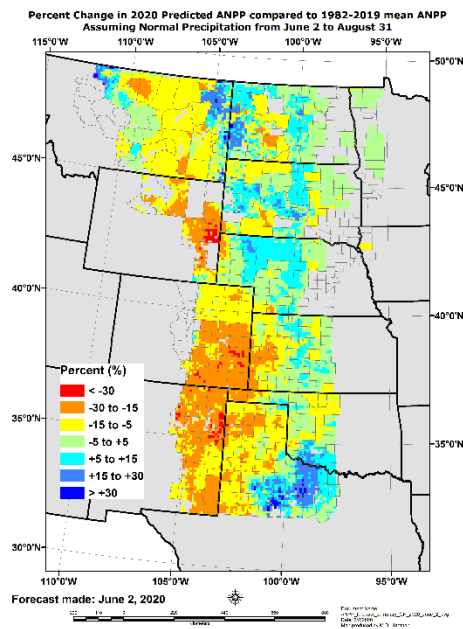 Percent Change in 2020 Predicted ANPP compared to 1982-2019 mean ANPP
Assuming Normal Precipitation from June 2 to August 31
115°0'W 110°0'W 105°0'W 100°0'W 95°0'W
50°0'N
45°0'N 45°0'N
40°0'N 40°0'N
35°0'N 35°0'N
30°0'N 30°0'N
Percent (%)
< -30
-30 to -15
-15 to -5
-5 to +5
+5 to +15
+15 to +30
> +30
110°0'W 105°0'W 100°0'W 95°0'W
Forecast made: June 2, 2020